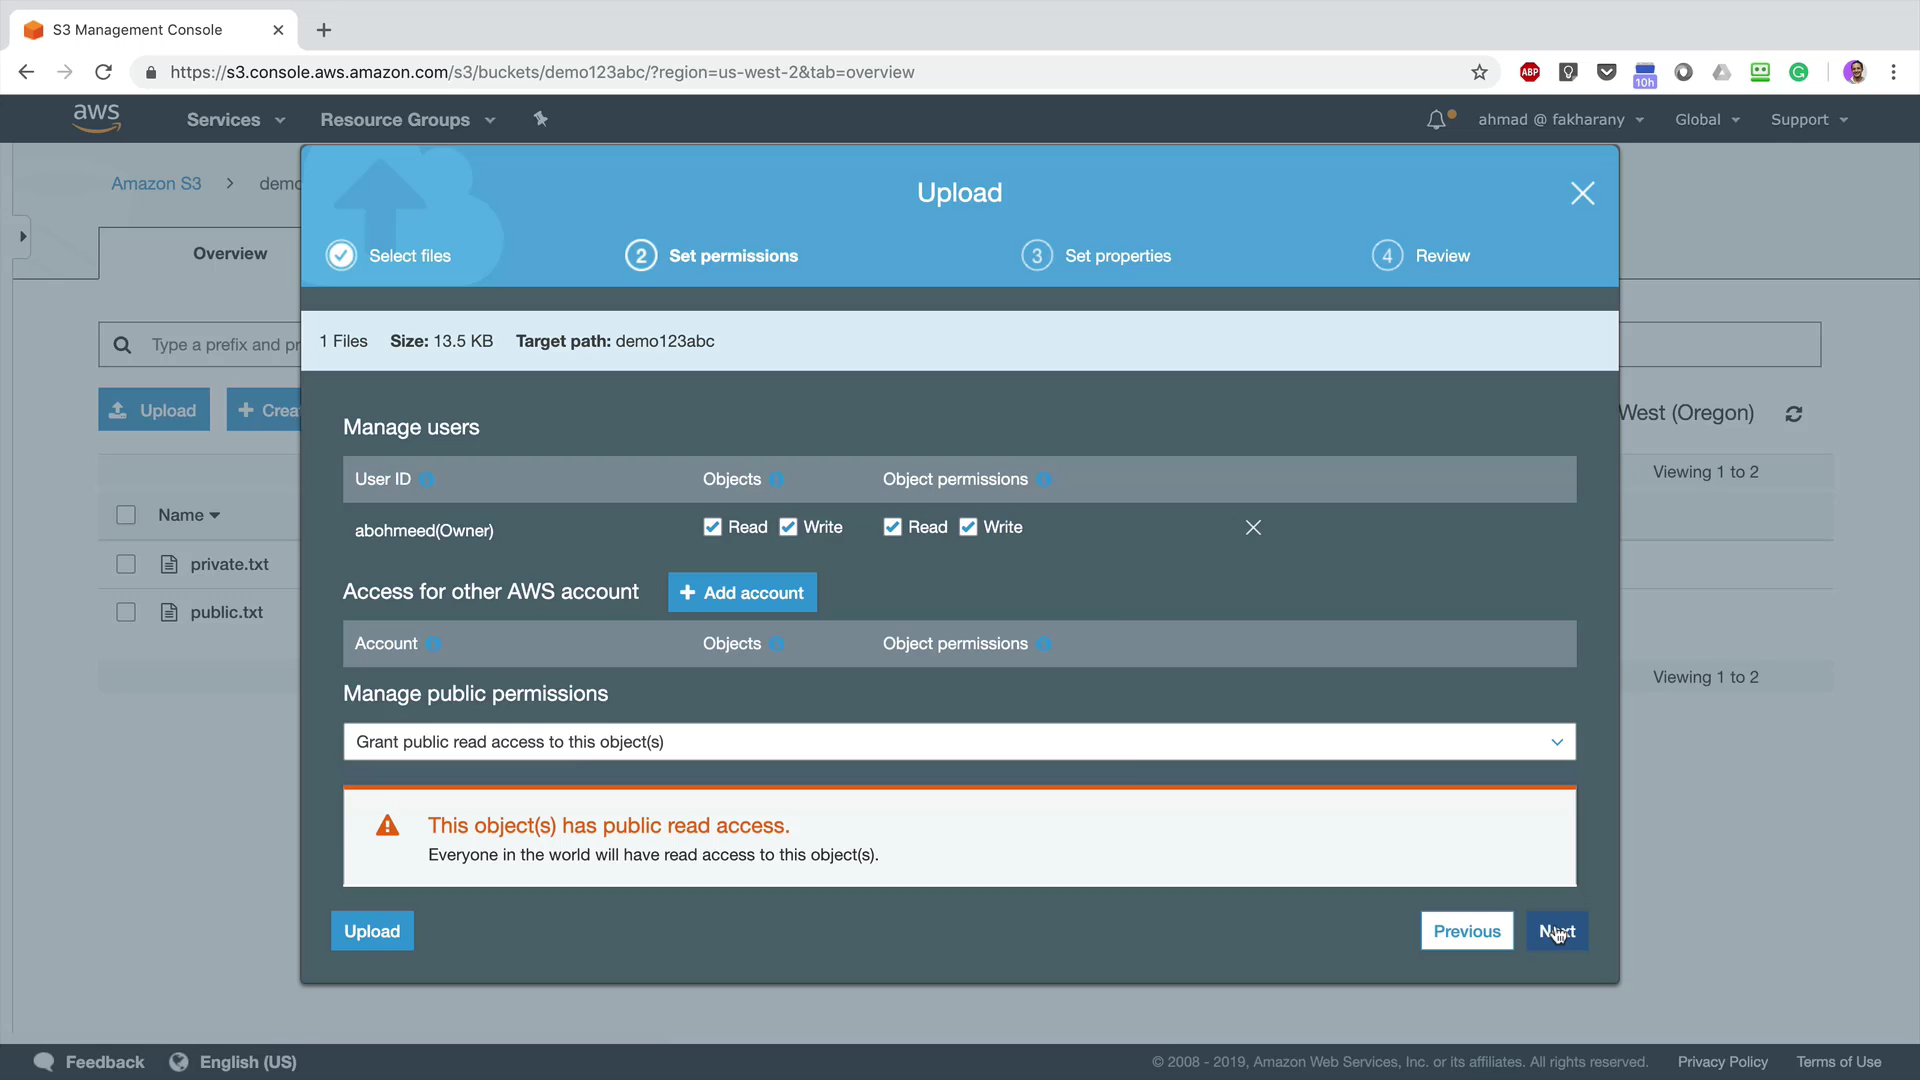 S3 Management Console
https://s3.console.aws.amazon.com/s3/buckets/demo123abc/?region=us-west-2&tab=overview
ABP
10h
aws
Services
Resource Groups
ahmad @ fakharany
Global
Support
Amazon S3
demo
Upload
Overview
Select files
2 Set permissions
3 Set properties
4 Review
Type a prefix and pr
1 Files Size: 13.5 KB Target path: demo123abc
Upload
Crea
West (Oregon)
Manage users
Viewing 1 to 2
User ID
Objects
Object permissions
Name
abohmeed(Owner)
Read Write
Read Write
private.txt
Access for other AWS account
Add account
public.txt
Account
Objects
Object permissions
Viewing 1 to 2
Manage public permissions
Grant public read access to this object(s)
This object(s) has public read access.
Everyone in the world will have read access to this object(s).
Upload
Previous
Next
Feedback
English (US)
© 2008 - 2019, Amazon Web Services, Inc. or its affiliates. All rights reserved.
Privacy Policy
Terms of Use